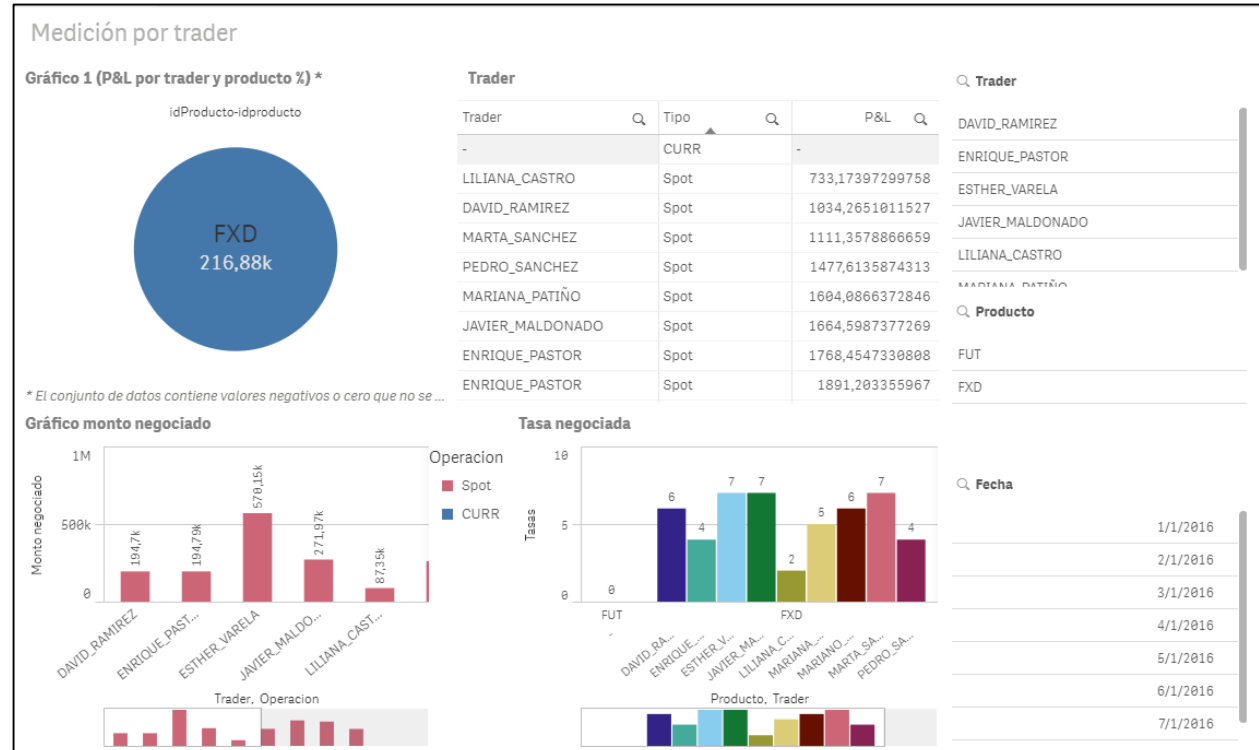 Medición por trader
Gráfico 1 (P&L por trader y producto %) *
idProducto-idproducto
FXD
216,88k
* El conjunto de datos contiene valores negativos o cero que no se ...
Trader
Trader Tipo P&L
- CURR -
LILIANA_CASTRO Spot 733,17397299758
DAVID_RAMIREZ Spot 1034,2651011527
MARTA_SANCHEZ Spot 1111,3578866659
PEDRO_SANCHEZ Spot 1477,6135874313
MARIANA_PATIÑO Spot 1604,0866372846
JAVIER_MALDONADO Spot 1664,5987377269
ENRIQUE_PASTOR Spot 1768,4547330808
ENRIQUE_PASTOR Spot 1891,203355967
Trader
DAVID_RAMIREZ
ENRIQUE_PASTOR
ESTHER_VARELA
JAVIER_MALDONADO
LILIANA_CASTRO
MARIANA_PATIÑO
Producto
FUT
FXD
Gráfico monto negociado
Monto negociado
1M
500k
0
194,7k
194,79k
570,15k
271,97k
87,35k
DAVID_RAMIREZ
ENRIQUE_PAST...
ESTHER_VARELA
JAVIER_MALDO...
LILIANA_CAST...
Trader, Operacion
Operacion
Spot
CURR
Tasa negociada
Tasas
10
5
0
0
6
4
7
7
2
5
6
7
4
FUT
FXD
-
DAVID_RA...
ENRIQUE_...
ESTHER_V...
JAVIER_MA...
LILIANA_C...
MARIANA_...
MARIANO_...
MARTA_SA...
PEDRO_SA...
Producto, Trader
Fecha
1/1/2016
2/1/2016
3/1/2016
4/1/2016
5/1/2016
6/1/2016
7/1/2016